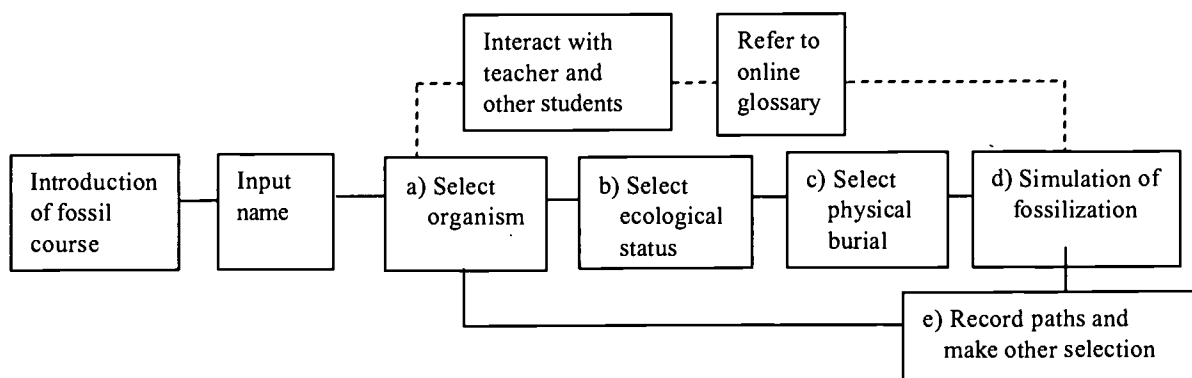 Interact with
teacher and
other students
Refer to
online
glossary
Introduction
of fossil
course
Input
name
a) Select
organism
b) Select
ecological
status
c) Select
physical
burial
d) Simulation of
fossilization
e) Record paths and
make other selection